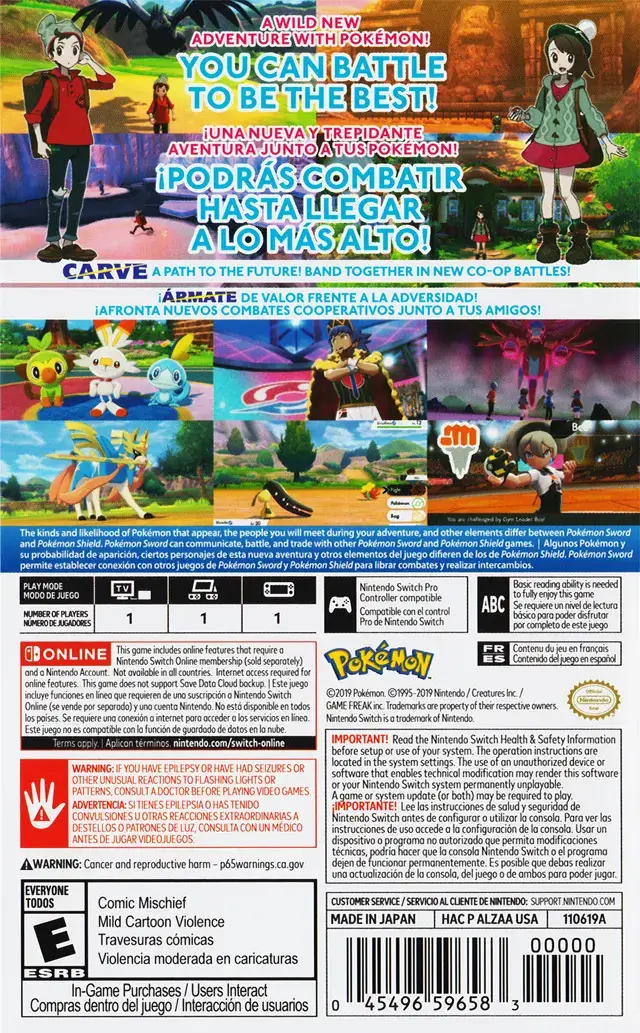 A WILD NEW
ADVENTURE WITH POKÉMON!
YOU CAN BATTLE
TO BE THE BEST!
¡UNA NUEVA Y TREPIDANTE
AVENTURA JUNTO A TUS POKÉMON!
¡PODRÁS COMBATIR
HASTA LLEGAR
A LO MÁS ALTO!
CARVE A PATH TO THE FUTURE! BAND TOGETHER IN NEW CO-OP BATTLES!
¡ÁRMATE DE VALOR FRENTE A LA ADVERSIDAD!
¡AFRONTA NUEVOS COMBATES COOPERATIVOS JUNTO A TUS AMIGOS!
Lv. 12
Lv. 20
Pokémon
Bag
Bea
You are challenged by Gym Leader Bea!
The kinds and likelihood of Pokémon that appear, the people you will meet during your adventure, and other elements differ between Pokémon Sword
and Pokémon Shield. Pokémon Sword can communicate, battle, and trade with other Pokémon Sword and Pokémon Shield games. | Algunos Pokémon y
su probabilidad de aparición, ciertos personajes de esta nueva aventura y otros elementos del juego difieren de los de Pokémon Shield. Pokémon Sword
permite establecer conexión con otros juegos de Pokémon Sword y Pokémon Shield para librar combates y realizar intercambios.
PLAY MODE
MODO DE JUEGO
TV
NUMBER OF PLAYERS
NÚMERO DE JUGADORES
1
1
1
Nintendo Switch Pro
Controller compatible
Compatible con el control
Pro de Nintendo Switch
ABC
Basic reading ability is needed
to fully enjoy this game
Se requiere un nivel de lectura
básico para poder disfrutar
por completo de este juego
ONLINE
This game includes online features that require a
Nintendo Switch Online membership (sold separately)
and a Nintendo Account. Not available in all countries. Internet access required for
online features. This game does not support Save Data Cloud backup. | Este juego
incluye funciones en línea que requieren de una suscripción a Nintendo Switch
Online (se vende por separado) y una cuenta Nintendo. No está disponible en todos
los países. Se requiere una conexión a internet para acceder a los servicios en línea.
Este juego no es compatible con la función de guardado de datos en la nube.
Terms apply. | Aplican términos. nintendo.com/switch-online
POKÉMON
FR
ES
Contenu du jeu en français
Contenido del juego en español
©2019 Pokémon. ©1995-2019 Nintendo / Creatures Inc. /
GAME FREAK inc. Trademarks are property of their respective owners.
Nintendo Switch is a trademark of Nintendo.
Official
Nintendo
Seal
WARNING: IF YOU HAVE EPILEPSY OR HAVE HAD SEIZURES OR
OTHER UNUSUAL REACTIONS TO FLASHING LIGHTS OR
PATTERNS, CONSULT A DOCTOR BEFORE PLAYING VIDEO GAMES.
ADVERTENCIA: SI TIENES EPILEPSIA O HAS TENIDO
CONVULSIONES U OTRAS REACCIONES EXTRAORDINARIAS A
DESTELLOS O PATRONES DE LUZ, CONSULTA CON UN MÉDICO
ANTES DE JUGAR VIDEOJUEGOS.
IMPORTANT! Read the Nintendo Switch Health & Safety Information
before setup or use of your system. The operation instructions are
located in the system settings. The use of an unauthorized device or
software that enables technical modification may render this software
or your Nintendo Switch system permanently unplayable.
A game or system update (or both) may be required to play.
¡IMPORTANTE! Lee las instrucciones de salud y seguridad de
Nintendo Switch antes de configurar o utilizar la consola. Para ver las
instrucciones de uso accede a la configuración de la consola. Usar un
dispositivo o programa no autorizado que permita modificaciones
técnicas, podría hacer que la consola Nintendo Switch o el programa
dejen de funcionar permanentemente. Es posible que debas realizar
una actualización de la consola, del juego o de ambos para poder jugar.
WARNING: Cancer and reproductive harm – p65warnings.ca.gov
EVERYONE
TODOS
E
ESRB
Comic Mischief
Mild Cartoon Violence
Travesuras cómicas
Violencia moderada en caricaturas
In-Game Purchases / Users Interact
Compras dentro del juego / Interacción de usuarios
CUSTOMER SERVICE / SERVICIO AL CLIENTE DE NINTENDO: SUPPORT.NINTENDO.COM
MADE IN JAPAN
HAC P ALZAA USA
110619A
00000
0 45496 59658 3